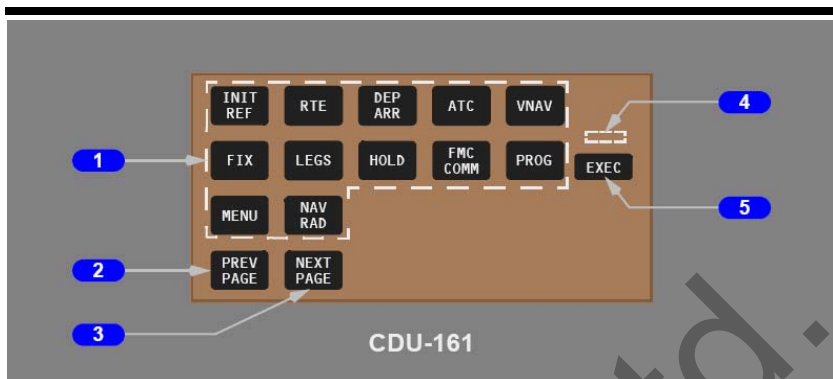 INIT REF RTE DEP ARR ATC VNAV
4
1
FIX LEGS HOLD FMC COMM PROG
EXEC
5
MENU NAV RAD
2
PREV PAGE NEXT PAGE
3
CDU-161
td.